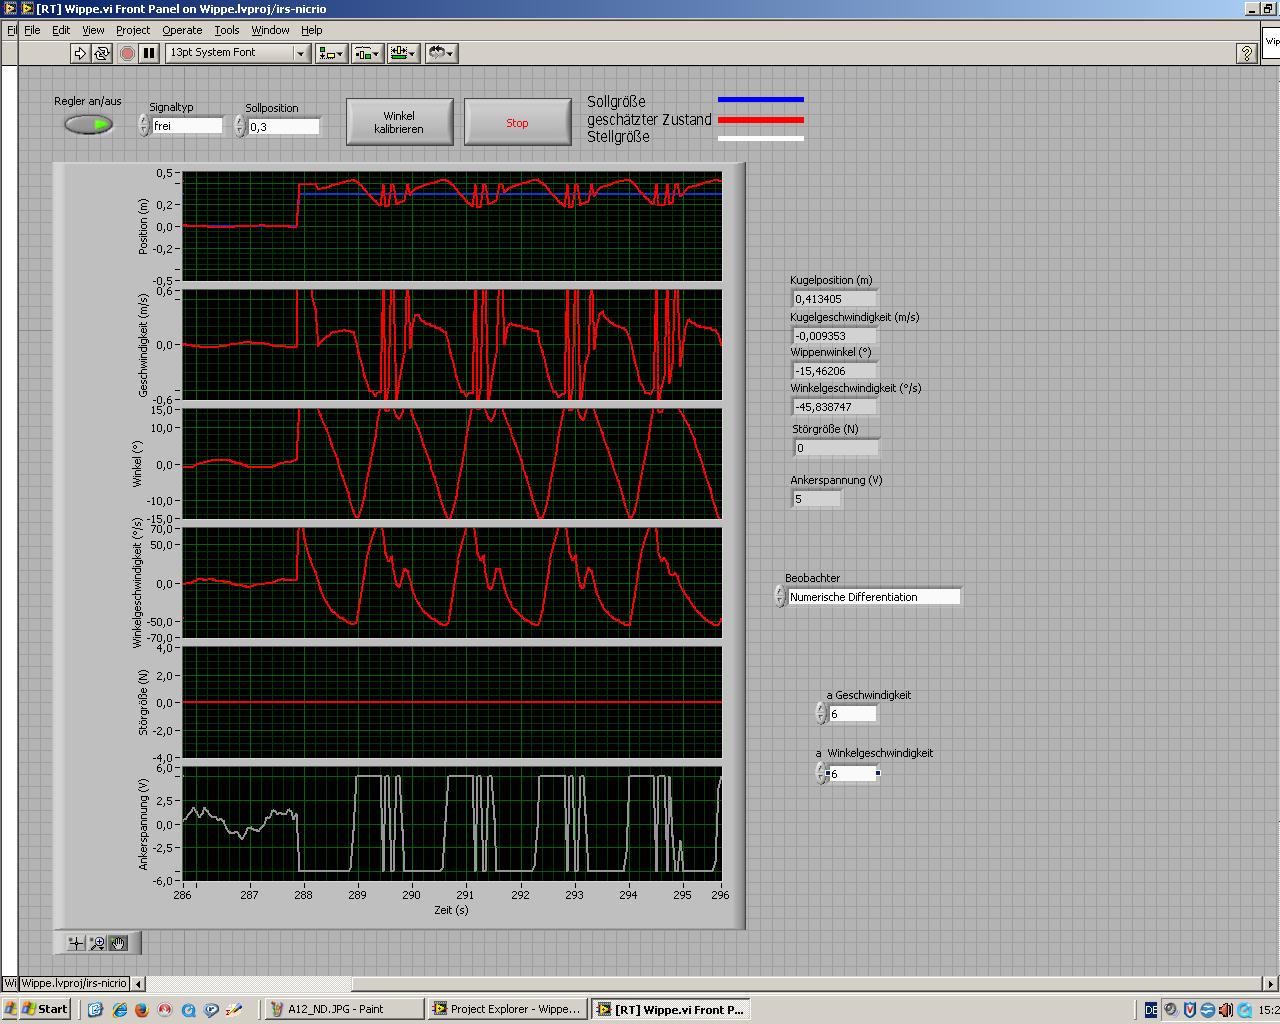 [RT] Wippe.vi Front Panel on Wippe.lvproj/irs-nicrio
Fil File Edit View Project Operate Tools Window Help
13pt System Font
?
Wip
Regler an/aus
Signaltyp
frei
Sollposition
0,3
Winkel
kalibrieren
Stop
Sollgröße
geschätzter Zustand
Stellgröße
Position (m)
0,5
0,2
0,0
-0,2
-0,5
Geschwindigkeit (m/s)
0,6
0,0
-0,6
Winkel (°)
15,0
10,0
0,0
-10,0
-15,0
Winkelgeschwindigkeit (°/s)
70,0
50,0
0,0
-50,0
-70,0
Störgröße (N)
4,0
2,0
0,0
-2,0
-4,0
Ankerspannung (V)
6,0
2,5
0,0
-2,5
-6,0
286 287 288 289 290 291 292 293 294 295 296
Zeit (s)
Kugelposition (m)
0,413405
Kugelgeschwindigkeit (m/s)
-0,009353
Wippenwinkel (°)
-15,46206
Winkelgeschwindigkeit (°/s)
-45,838747
Störgröße (N)
0
Ankerspannung (V)
5
Beobachter
Numerische Differentiation
a Geschwindigkeit
6
a Winkelgeschwindigkeit
6
Wi Wippe.lvproj/irs-nicrio
Start
A12_ND.JPG - Paint
Project Explorer - Wippe...
[RT] Wippe.vi Front P...
DE
15:2